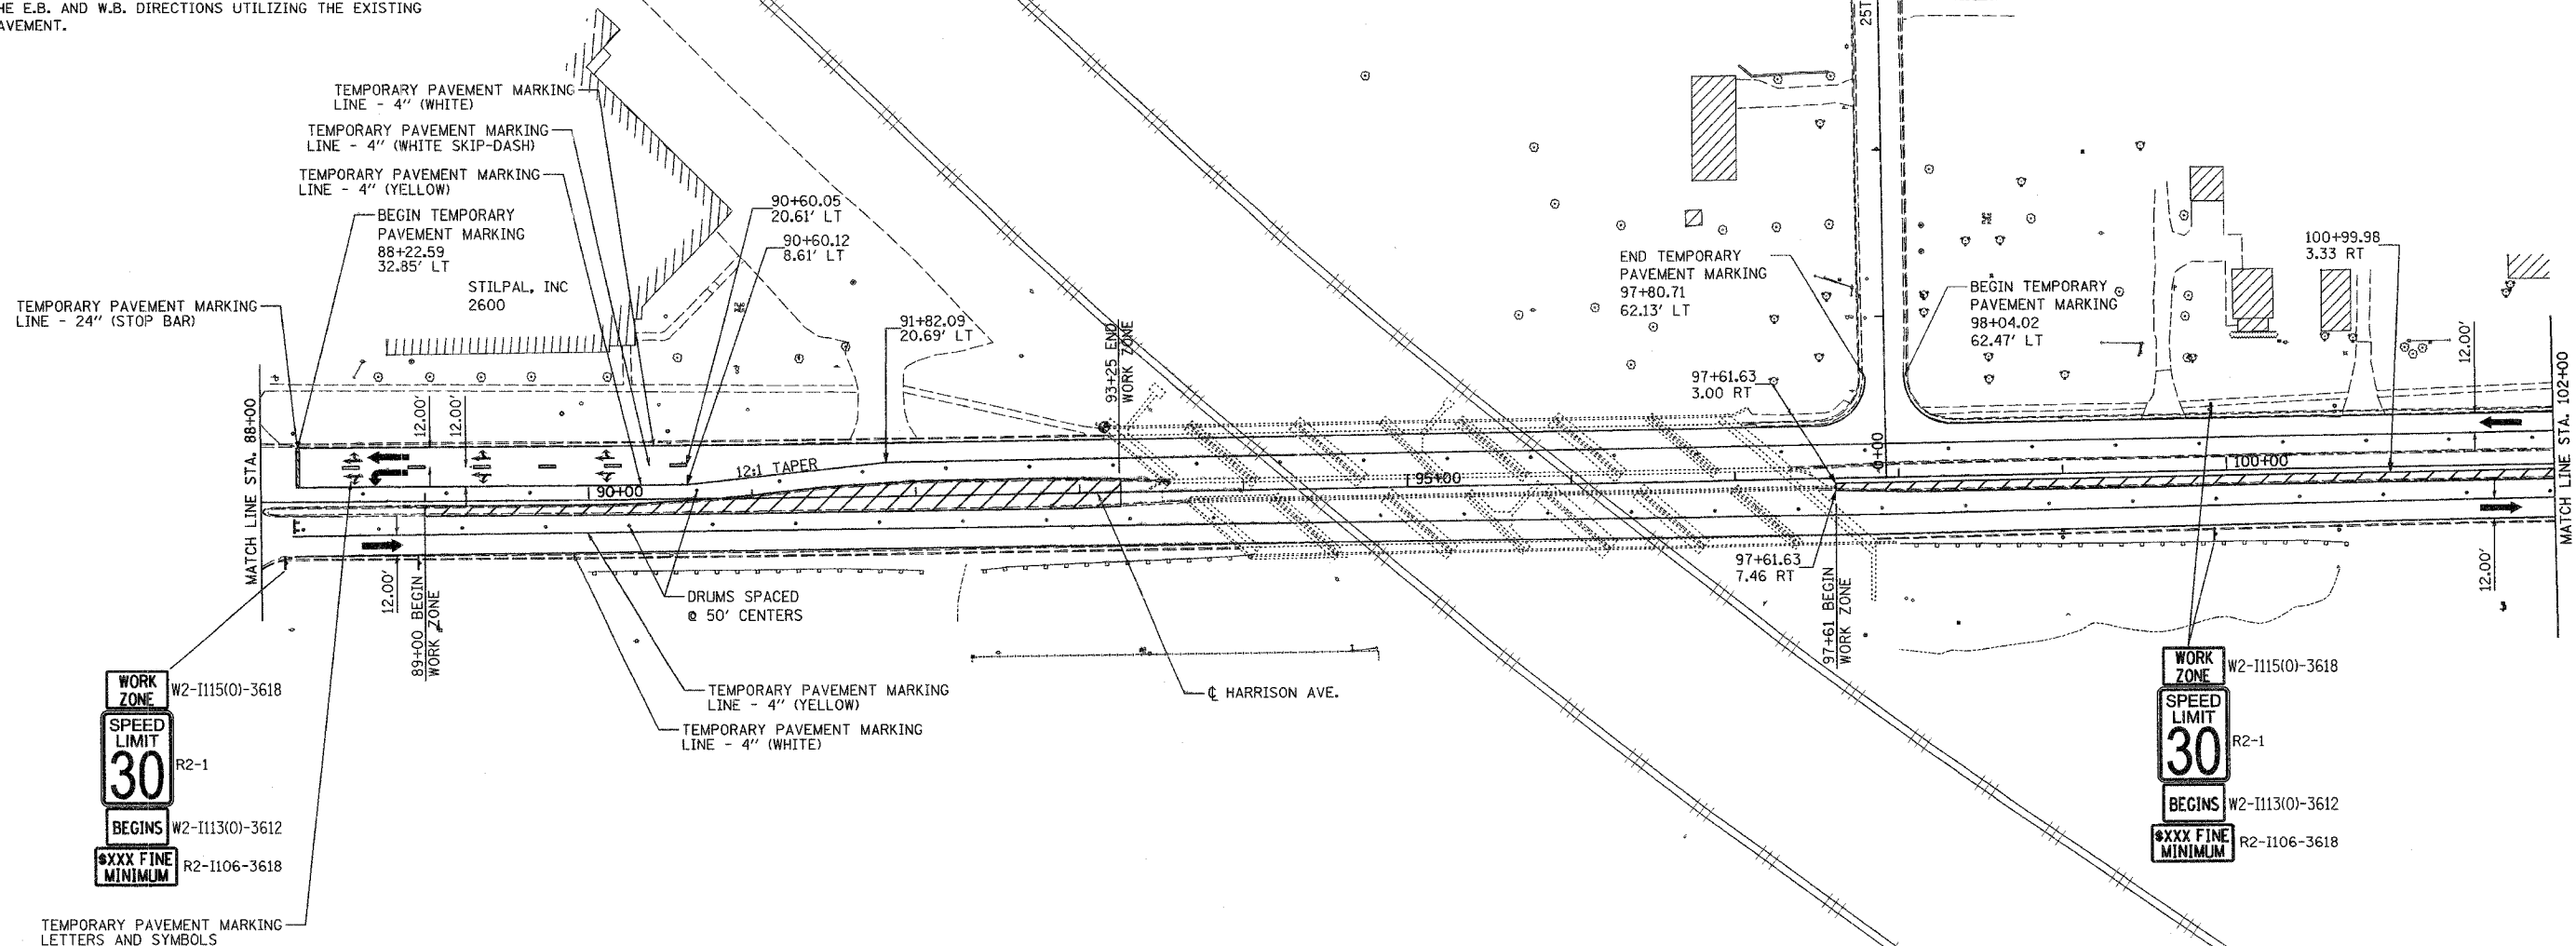 HE E.B. AND W.B. DIRECTIONS UTILIZING THE EXISTING
AVEMENT.
TEMPORARY PAVEMENT MARKING
LINE - 4" (WHITE)
TEMPORARY PAVEMENT MARKING
LINE - 4" (WHITE SKIP-DASH)
TEMPORARY PAVEMENT MARKING
LINE - 4" (YELLOW)
BEGIN TEMPORARY
PAVEMENT MARKING
88+22.59
32.85' LT
STILPAL, INC
2600
TEMPORARY PAVEMENT MARKING
LINE - 24" (STOP BAR)
90+60.05
20.61' LT
90+60.12
8.61' LT
91+82.09
20.69' LT
93+25 END
WORK ZONE
25T
END TEMPORARY
PAVEMENT MARKING
97+80.71
62.13' LT
BEGIN TEMPORARY
PAVEMENT MARKING
98+04.02
62.47' LT
100+99.98
3.33 RT
97+61.63
3.00 RT
12.00'
12.00'
12.00'
MATCH LINE STA. 88+00
MATCH LINE STA. 102+00
12:1 TAPER
90+00
95+00
0+00
100+00
12.00'
89+00 BEGIN
WORK ZONE
DRUMS SPACED
@ 50' CENTERS
97+61.63
7.46 RT
97+61 BEGIN
WORK ZONE
12.00'
TEMPORARY PAVEMENT MARKING
LINE - 4" (YELLOW)
TEMPORARY PAVEMENT MARKING
LINE - 4" (WHITE)
℄ HARRISON AVE.
WORK
ZONE
W2-I115(0)-3618
SPEED
LIMIT
30
R2-1
BEGINS
W2-I113(0)-3612
$XXX FINE
MINIMUM
R2-I106-3618
TEMPORARY PAVEMENT MARKING
LETTERS AND SYMBOLS
WORK
ZONE
W2-I115(0)-3618
SPEED
LIMIT
30
R2-1
BEGINS
W2-I113(0)-3612
$XXX FINE
MINIMUM
R2-I106-3618